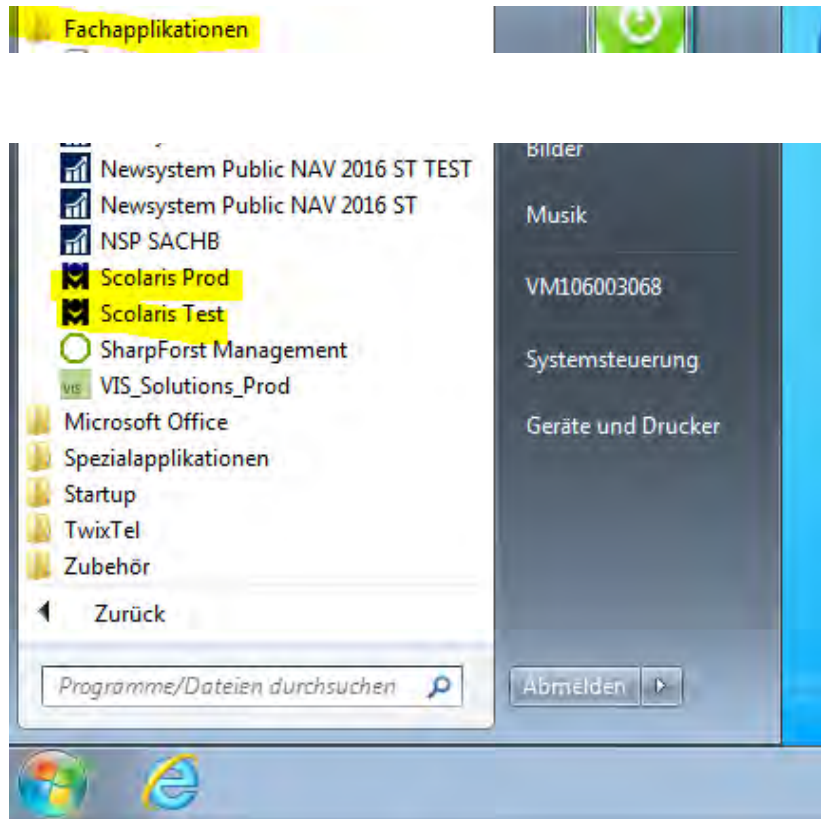 Fachapplikationen
Newsystem Public NAV 2016 ST TEST
Newsystem Public NAV 2016 ST
NSP SACHB
Scolaris Prod
Scolaris Test
SharpForst Management
VIS VIS_Solutions_Prod
Microsoft Office
Spezialapplikationen
Startup
TwixTel
Zubehör
Zurück
Programme/Dateien durchsuchen
Bilder
Musik
VM106003068
Systemsteuerung
Geräte und Drucker
Abmelden